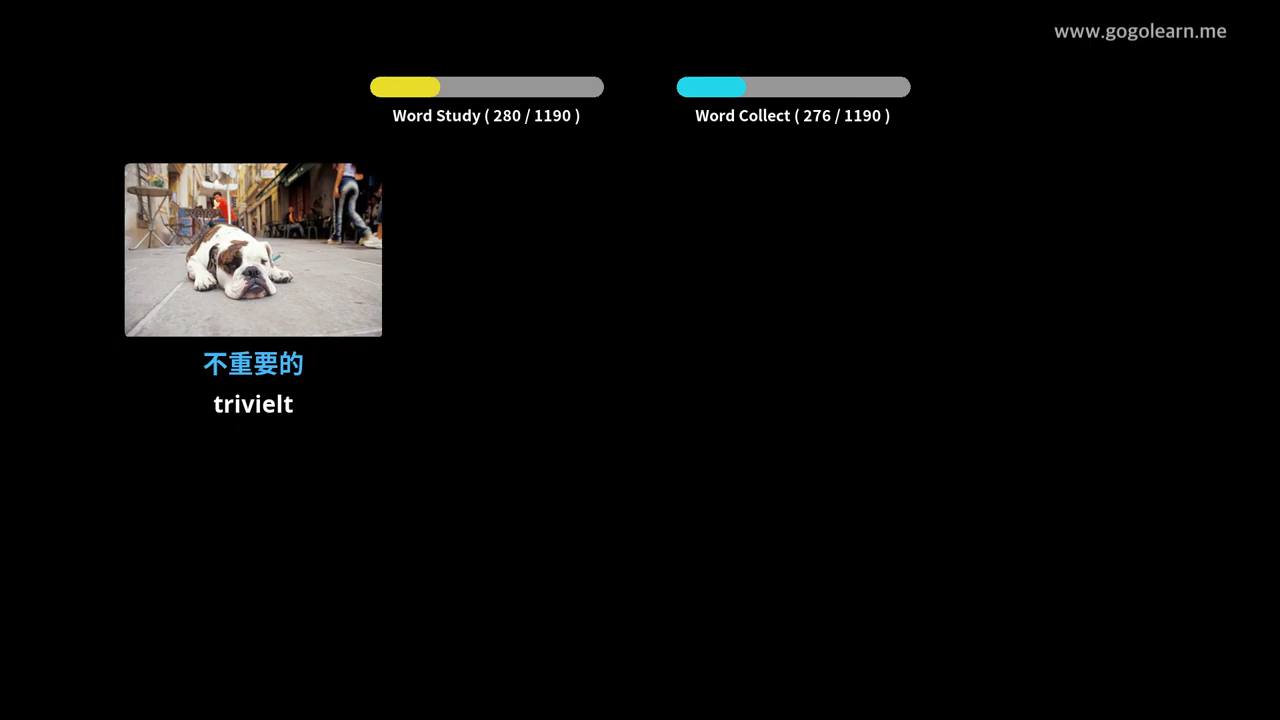 www.gogolearn.me
Word Study ( 280 / 1190 )
Word Collect ( 276 / 1190 )
不重要的
trivielt